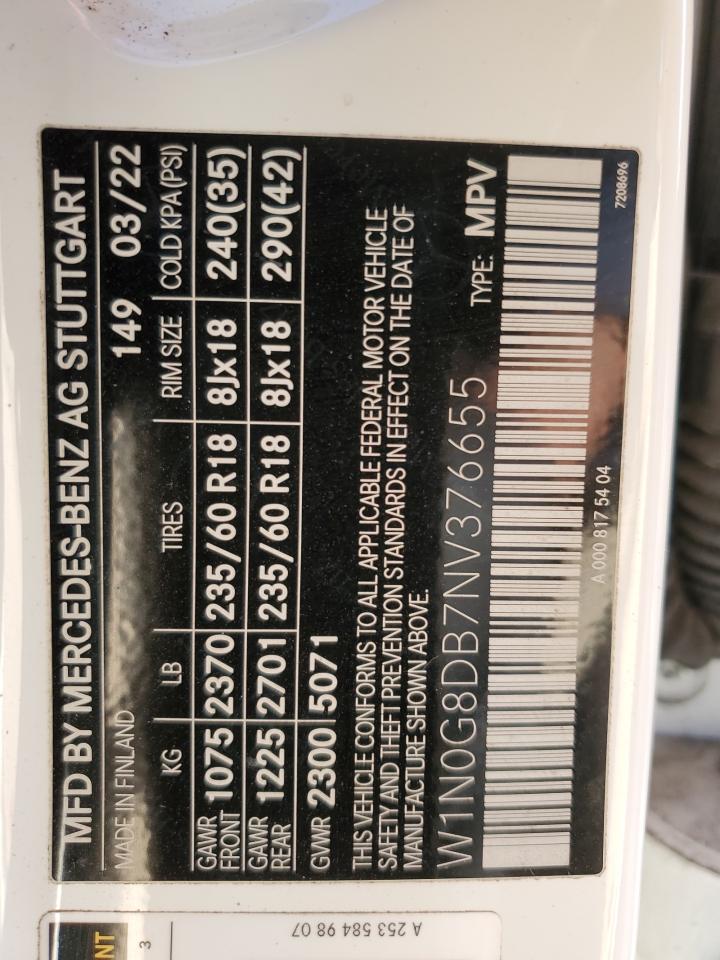 MFD BY MERCEDES-BENZ AG STUTTGART
MADE IN FINLAND 149 03/22
KG LB TIRES RIM SIZE COLD KPA(PSI)
GAWR FRONT 1075 2370 235/60 R18 8Jx18 240(35)
GAWR REAR 1225 2701 235/60 R18 8Jx18 290(42)
GVWR 2300 5071
THIS VEHICLE CONFORMS TO ALL APPLICABLE FEDERAL MOTOR VEHICLE
SAFETY AND THEFT PREVENTION STANDARDS IN EFFECT ON THE DATE OF
MANUFACTURE SHOWN ABOVE.
W1N0G8DB7NV376655 TYPE: MPV
A 000 817 54 04 7208696
A 253 584 98 07
NT
3